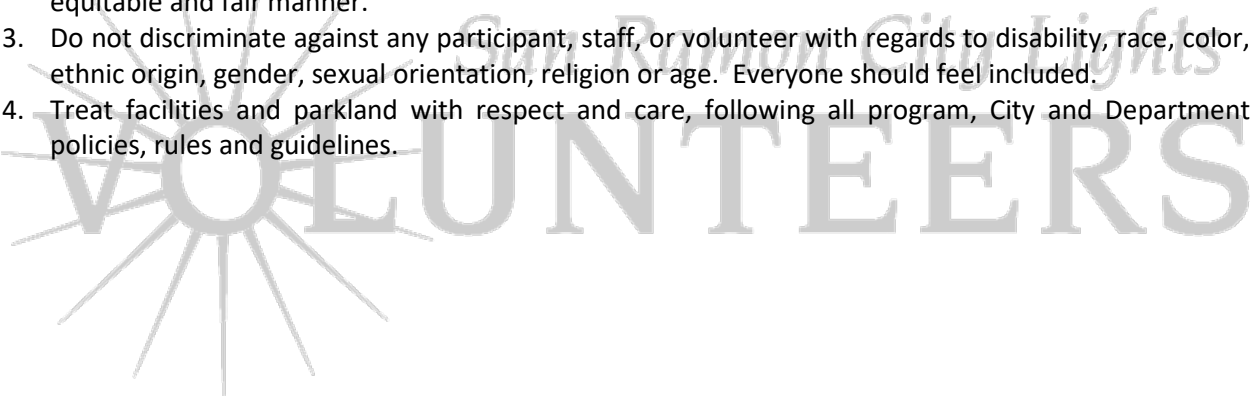 equitable and fair manner.
3. Do not discriminate against any participant, staff, or volunteer with regards to disability, race, color,
ethnic origin, gender, sexual orientation, religion or age. Everyone should feel included.
4. Treat facilities and parkland with respect and care, following all program, City and Department
policies, rules and guidelines.
San Ramon City Lights
VOLUNTEERS